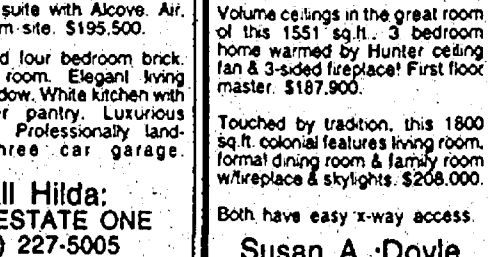 suite with Alcove. Air,
m site. $195,500.
d four bedroom brick.
room. Elegant living
dow. White kitchen with
r pantry. Luxurious
Professionally land-
hree car garage.
ll Hilda:
ESTATE ONE
) 227-5005
Volume ceilings in the great room
of this 1551 sq.ft.. 3 bedroom
home warmed by Hunter ceiling
fan & 3-sided fireplace! First floor
master. $187,900.
Touched by tradition, this 1800
sq.ft. colonial features living room,
formal dining room & family room
w/fireplace & skylights. $208,000.
Both have easy x-way access.
Susan A. Doyle